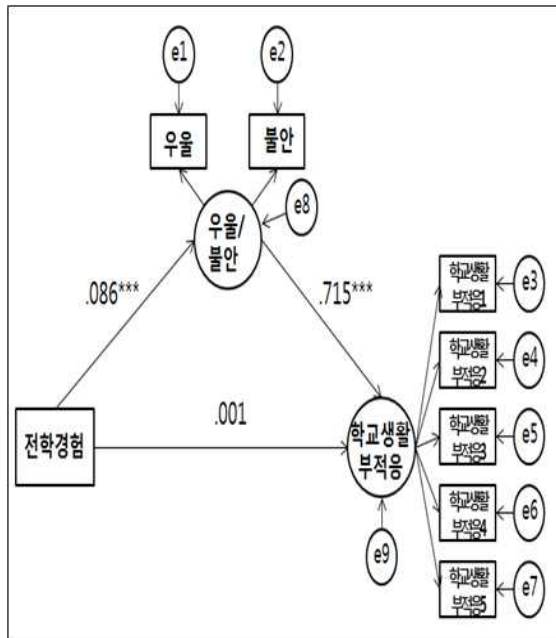 e1
e2
우울
불안
e8
우울/
불안
.086***
.715***
학교생활
부적응1
e3
학교생활
부적응2
e4
.001
학교생활
부적응3
e5
전학경험
학교생활
부적응
학교생활
부적응4
e6
e9
학교생활
부적응5
e7